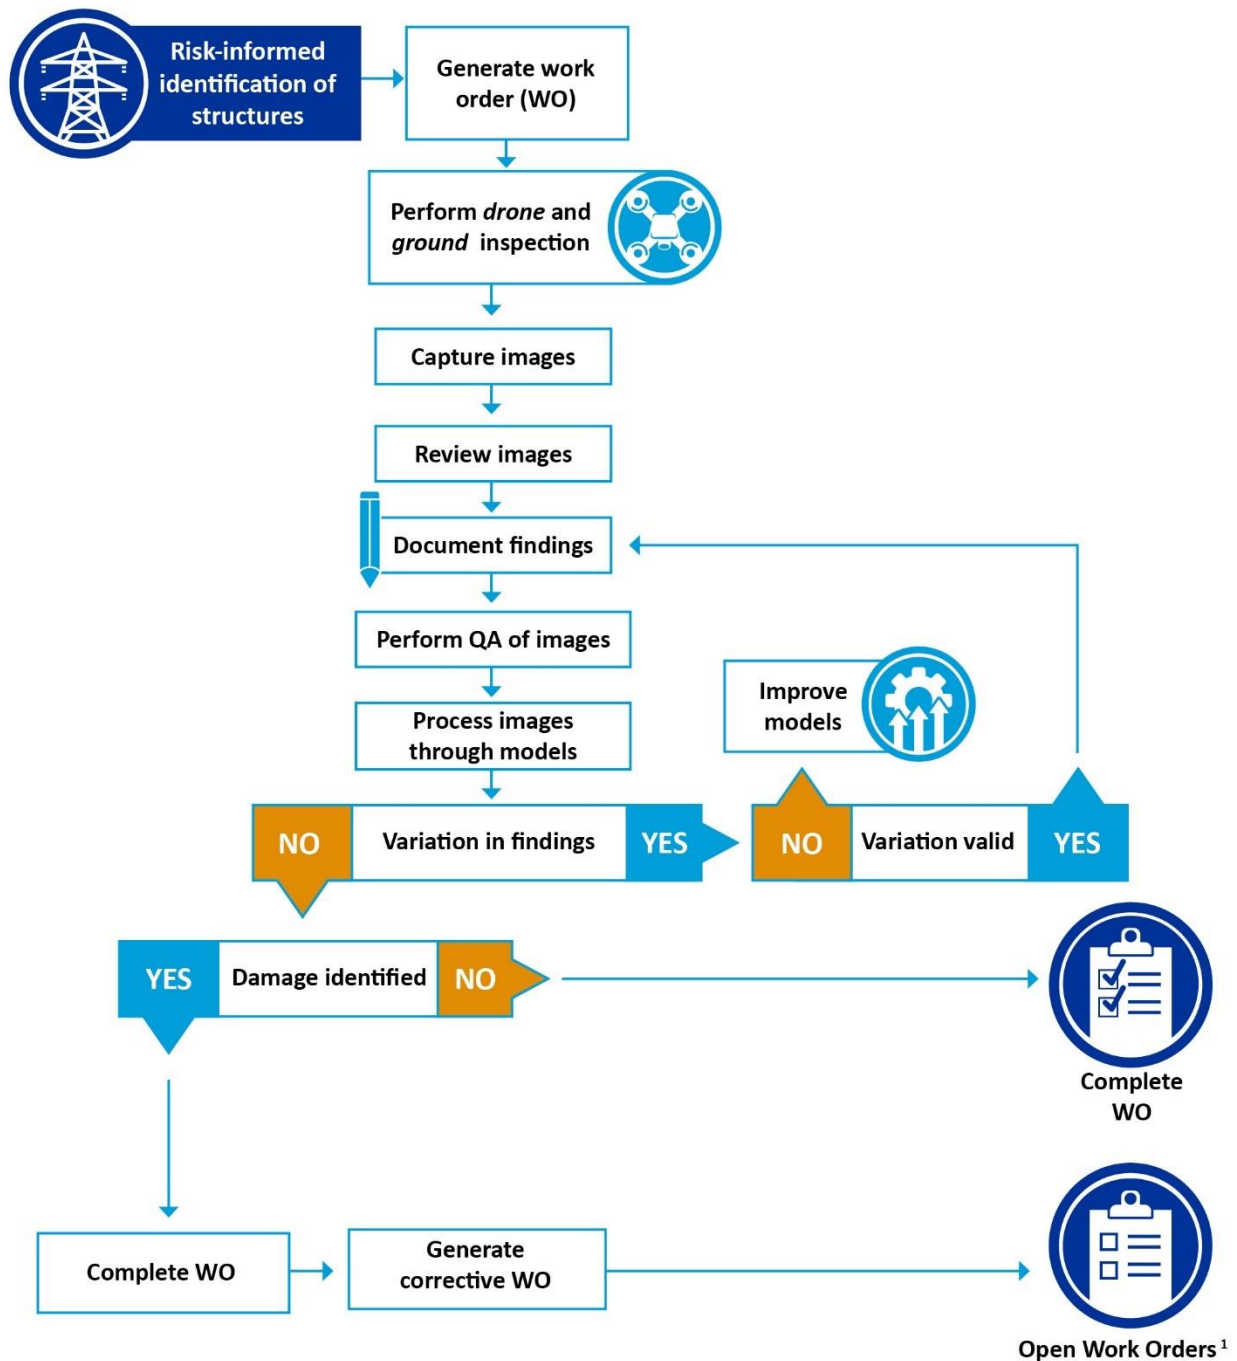 Risk-informed
identification of
structures
Generate work
order (WO)
Perform drone and
ground inspection
Capture images
Review images
Document findings
Perform QA of images
Improve
models
Process images
through models
NO
Variation in findings
YES
NO
Variation valid
YES
YES
Damage identified
NO
Complete
WO
Complete WO
Generate
corrective WO
Open Work Orders ¹